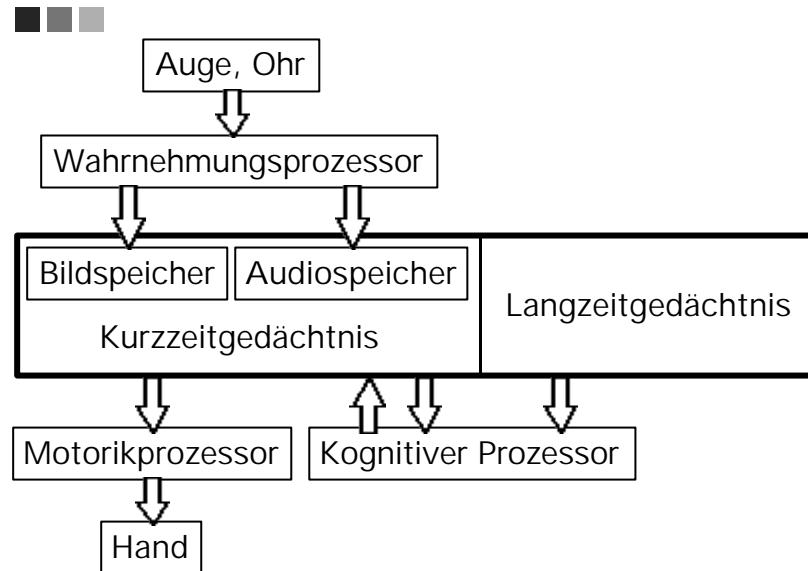 Auge, Ohr
Wahrnehmungsprozessor
Bildspeicher
Audiospeicher
Kurzzeitgedächtnis
Langzeitgedächtnis
Motorikprozessor
Kognitiver Prozessor
Hand